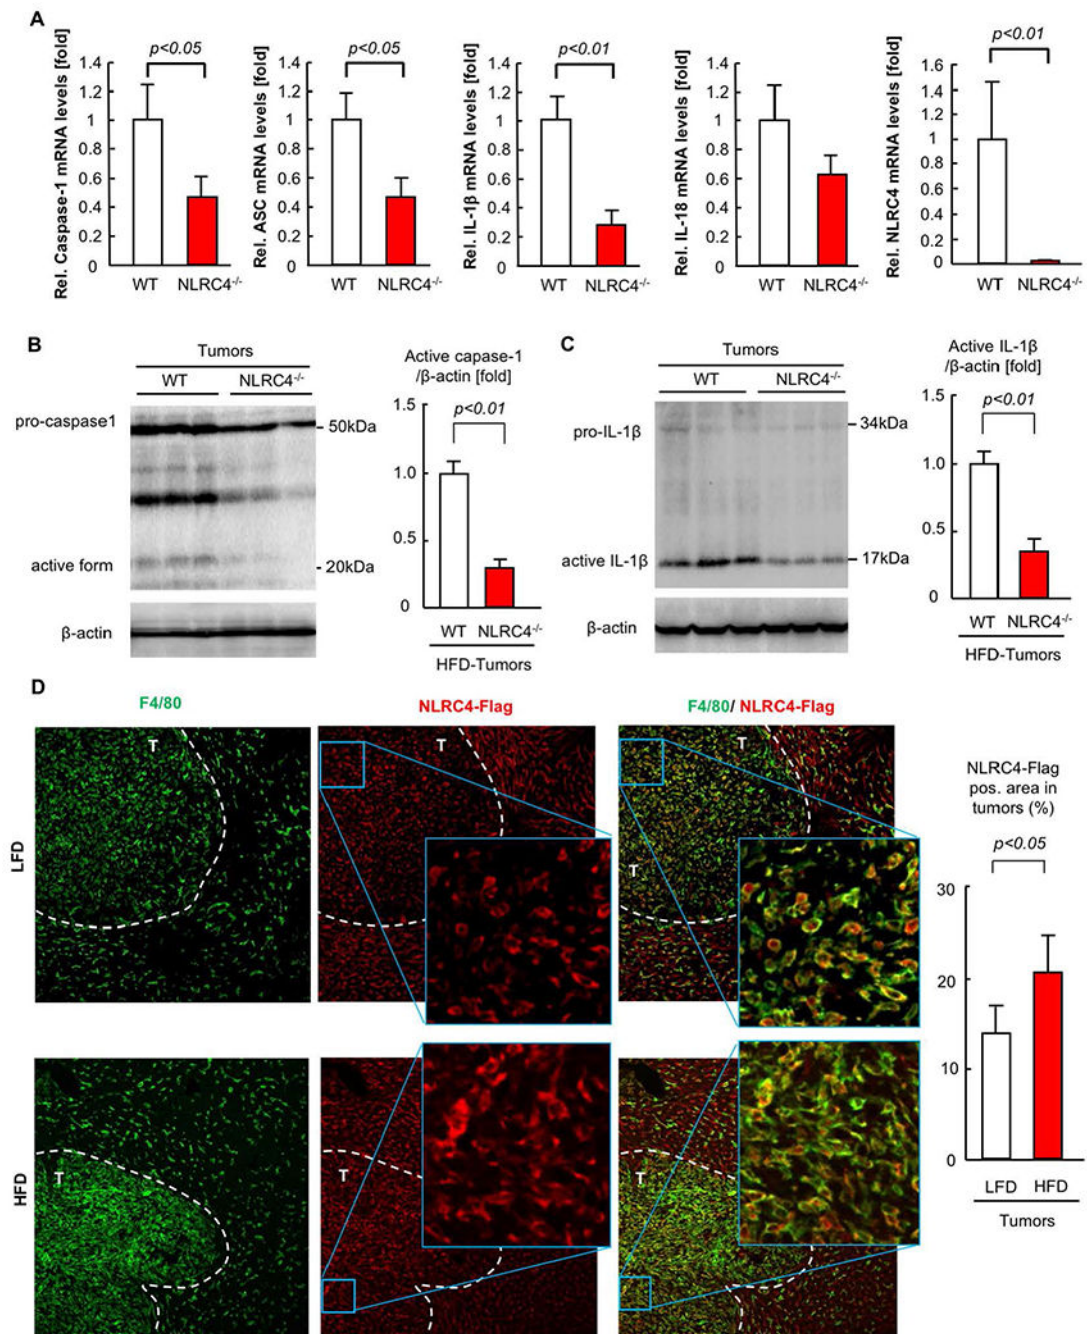 A
Rel. Caspase-1 mRNA levels [fold]
1.4
1.2
1
0.8
0.6
0.4
0.2
0
p<0.05
WT NLRC4-/-
Rel. ASC mRNA levels [fold]
1.4
1.2
1
0.8
0.6
0.4
0.2
0
p<0.05
WT NLRC4-/-
Rel. IL-1β mRNA levels [fold]
1.4
1.2
1
0.8
0.6
0.4
0.2
0
p<0.01
WT NLRC4-/-
Rel. IL-18 mRNA levels [fold]
1.4
1.2
1
0.8
0.6
0.4
0.2
0
WT NLRC4-/-
Rel. NLRC4 mRNA levels [fold]
1.6
1.4
1.2
1
0.8
0.6
0.4
0.2
0
p<0.01
WT NLRC4-/-
B
Tumors
WT NLRC4-/-
pro-caspase1
50kDa
active form
20kDa
β-actin
Active capase-1
/β-actin [fold]
1.5
1.0
0.5
0
p<0.01
WT NLRC4-/-
HFD-Tumors
C
Tumors
WT NLRC4-/-
pro-IL-1β
34kDa
active IL-1β
17kDa
β-actin
Active IL-1β
/β-actin [fold]
1.5
1.0
0.5
0
p<0.01
WT NLRC4-/-
HFD-Tumors
D
F4/80
NLRC4-Flag
F4/80/ NLRC4-Flag
LFD
T
T
T
T
HFD
T
T
T
NLRC4-Flag
pos. area in
tumors (%)
p<0.05
30
20
10
0
LFD HFD
Tumors